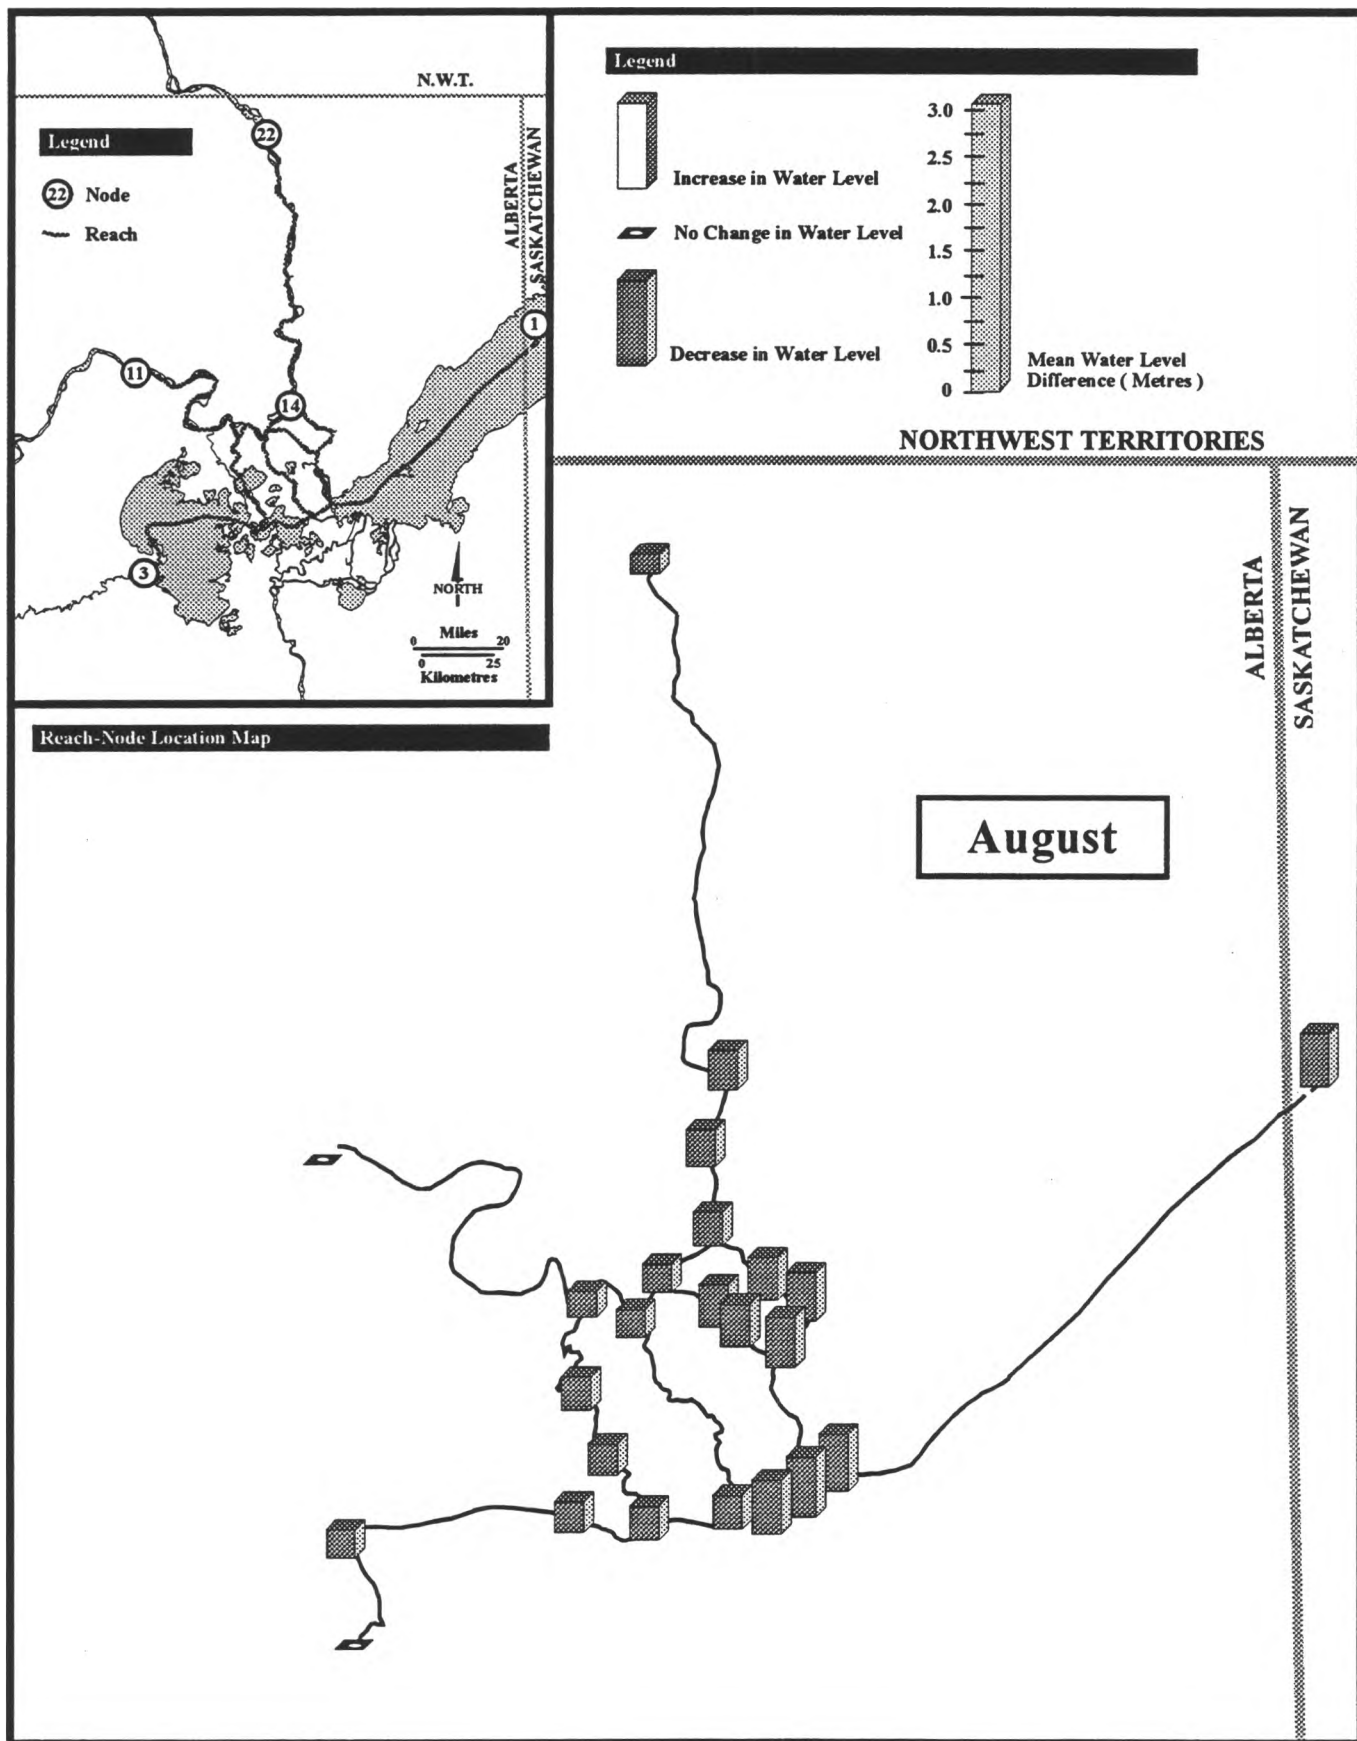 N.W.T.
Legend
22 Node
Reach
ALBERTA
SASKATCHEWAN
22
1
11
14
3
NORTH
Miles
0 20
0 25
Kilometres
Reach-Node Location Map
Legend
Increase in Water Level
No Change in Water Level
Decrease in Water Level
3.0
2.5
2.0
1.5
1.0
0.5
0
Mean Water Level
Difference ( Metres )
NORTHWEST TERRITORIES
ALBERTA
SASKATCHEWAN
August